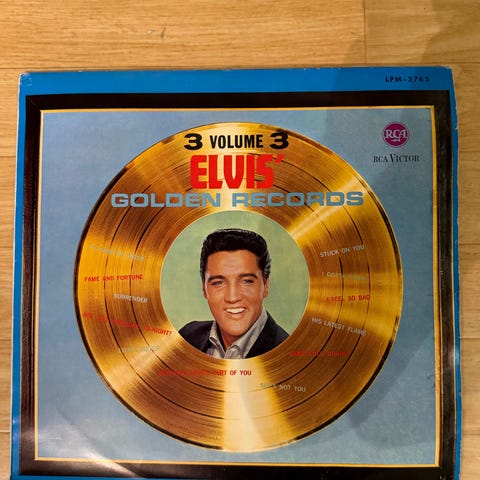 LPM-2765
RCA
RCA VICTOR
3 VOLUME 3
ELVIS'
GOLDEN RECORDS
FAME AND FORTUNE
SURRENDER
STUCK ON YOU
I FEEL SO BAD
HIS LATEST FLAME
PART OF YOU
NOT YOU